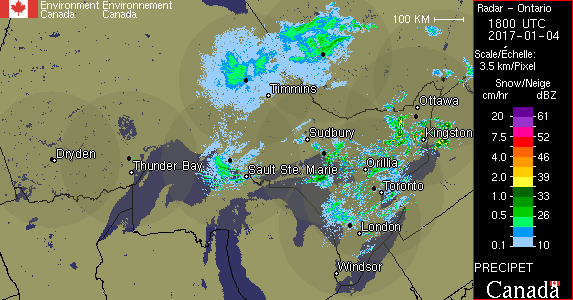 Environment Environnement
Canada Canada
100 KM
Radar - Ontario
1800 UTC
2017-01-04
Scale/Échelle:
3.5 km/Pixel
Snow/Neige
cm/hr dBZ
20 61
7.5 52
4.0 46
2.0 39
1.0 33
0.5 26
0.1 10
PRECIPET
Canada
Timmins
Ottawa
Sudbury
Kingston
Dryden
Thunder Bay
Sault Ste. Marie
Orillia
Toronto
London
Windsor